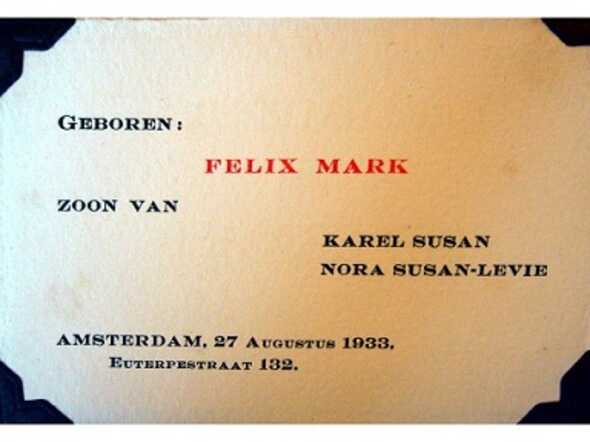 GEBOREN:
FELIX MARK
ZOON VAN
KAREL SUSAN
NORA SUSAN-LEVIE
AMSTERDAM, 27 AUGUSTUS 1933.
EUTERPESTRAAT 132.